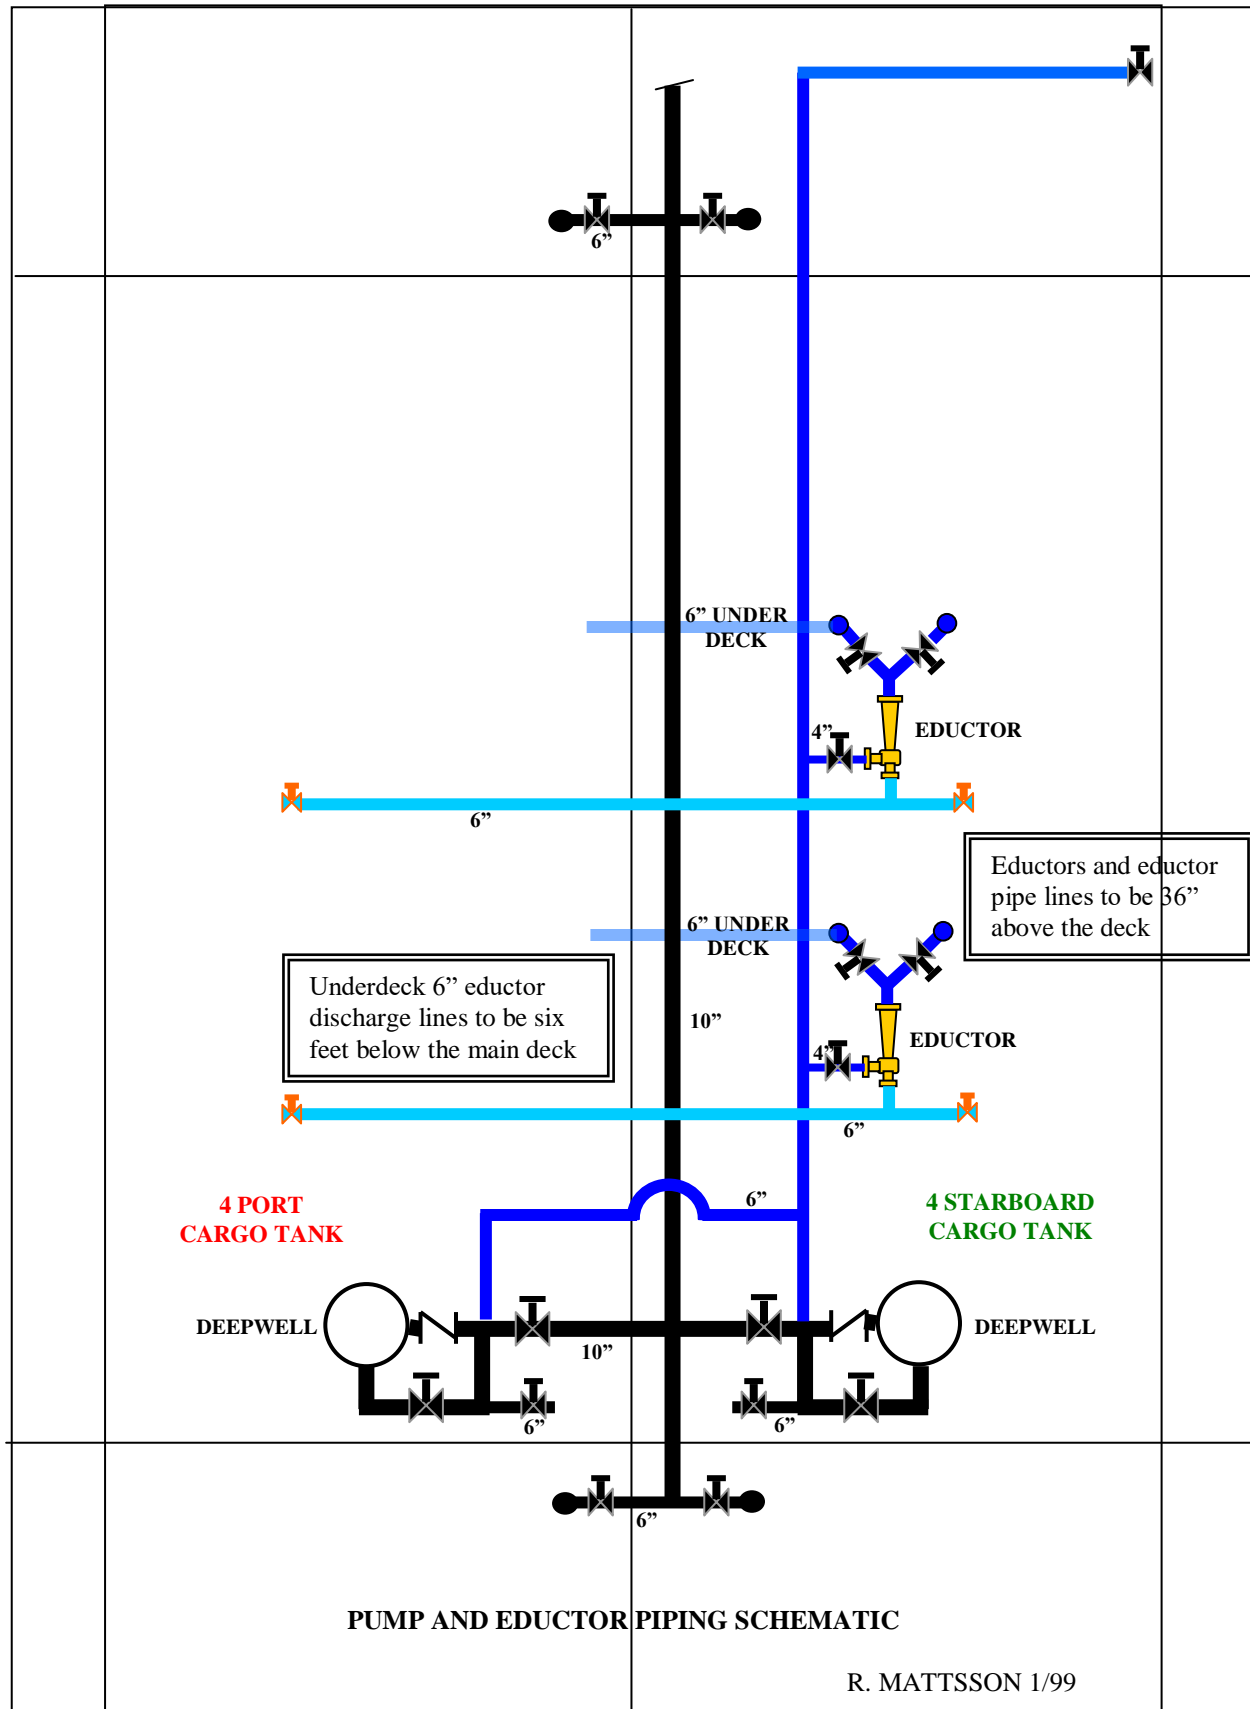 6”
6” UNDER
DECK
4”
EDUCTOR
6”
Eductors and eductor
pipe lines to be 36”
above the deck
6” UNDER
DECK
Underdeck 6” eductor
discharge lines to be six
feet below the main deck
10”
4”
EDUCTOR
6”
4 PORT
CARGO TANK
6”
4 STARBOARD
CARGO TANK
DEEPWELL
10”
DEEPWELL
6”
6”
6”
PUMP AND EDUCTOR PIPING SCHEMATIC
R. MATTSSON 1/99